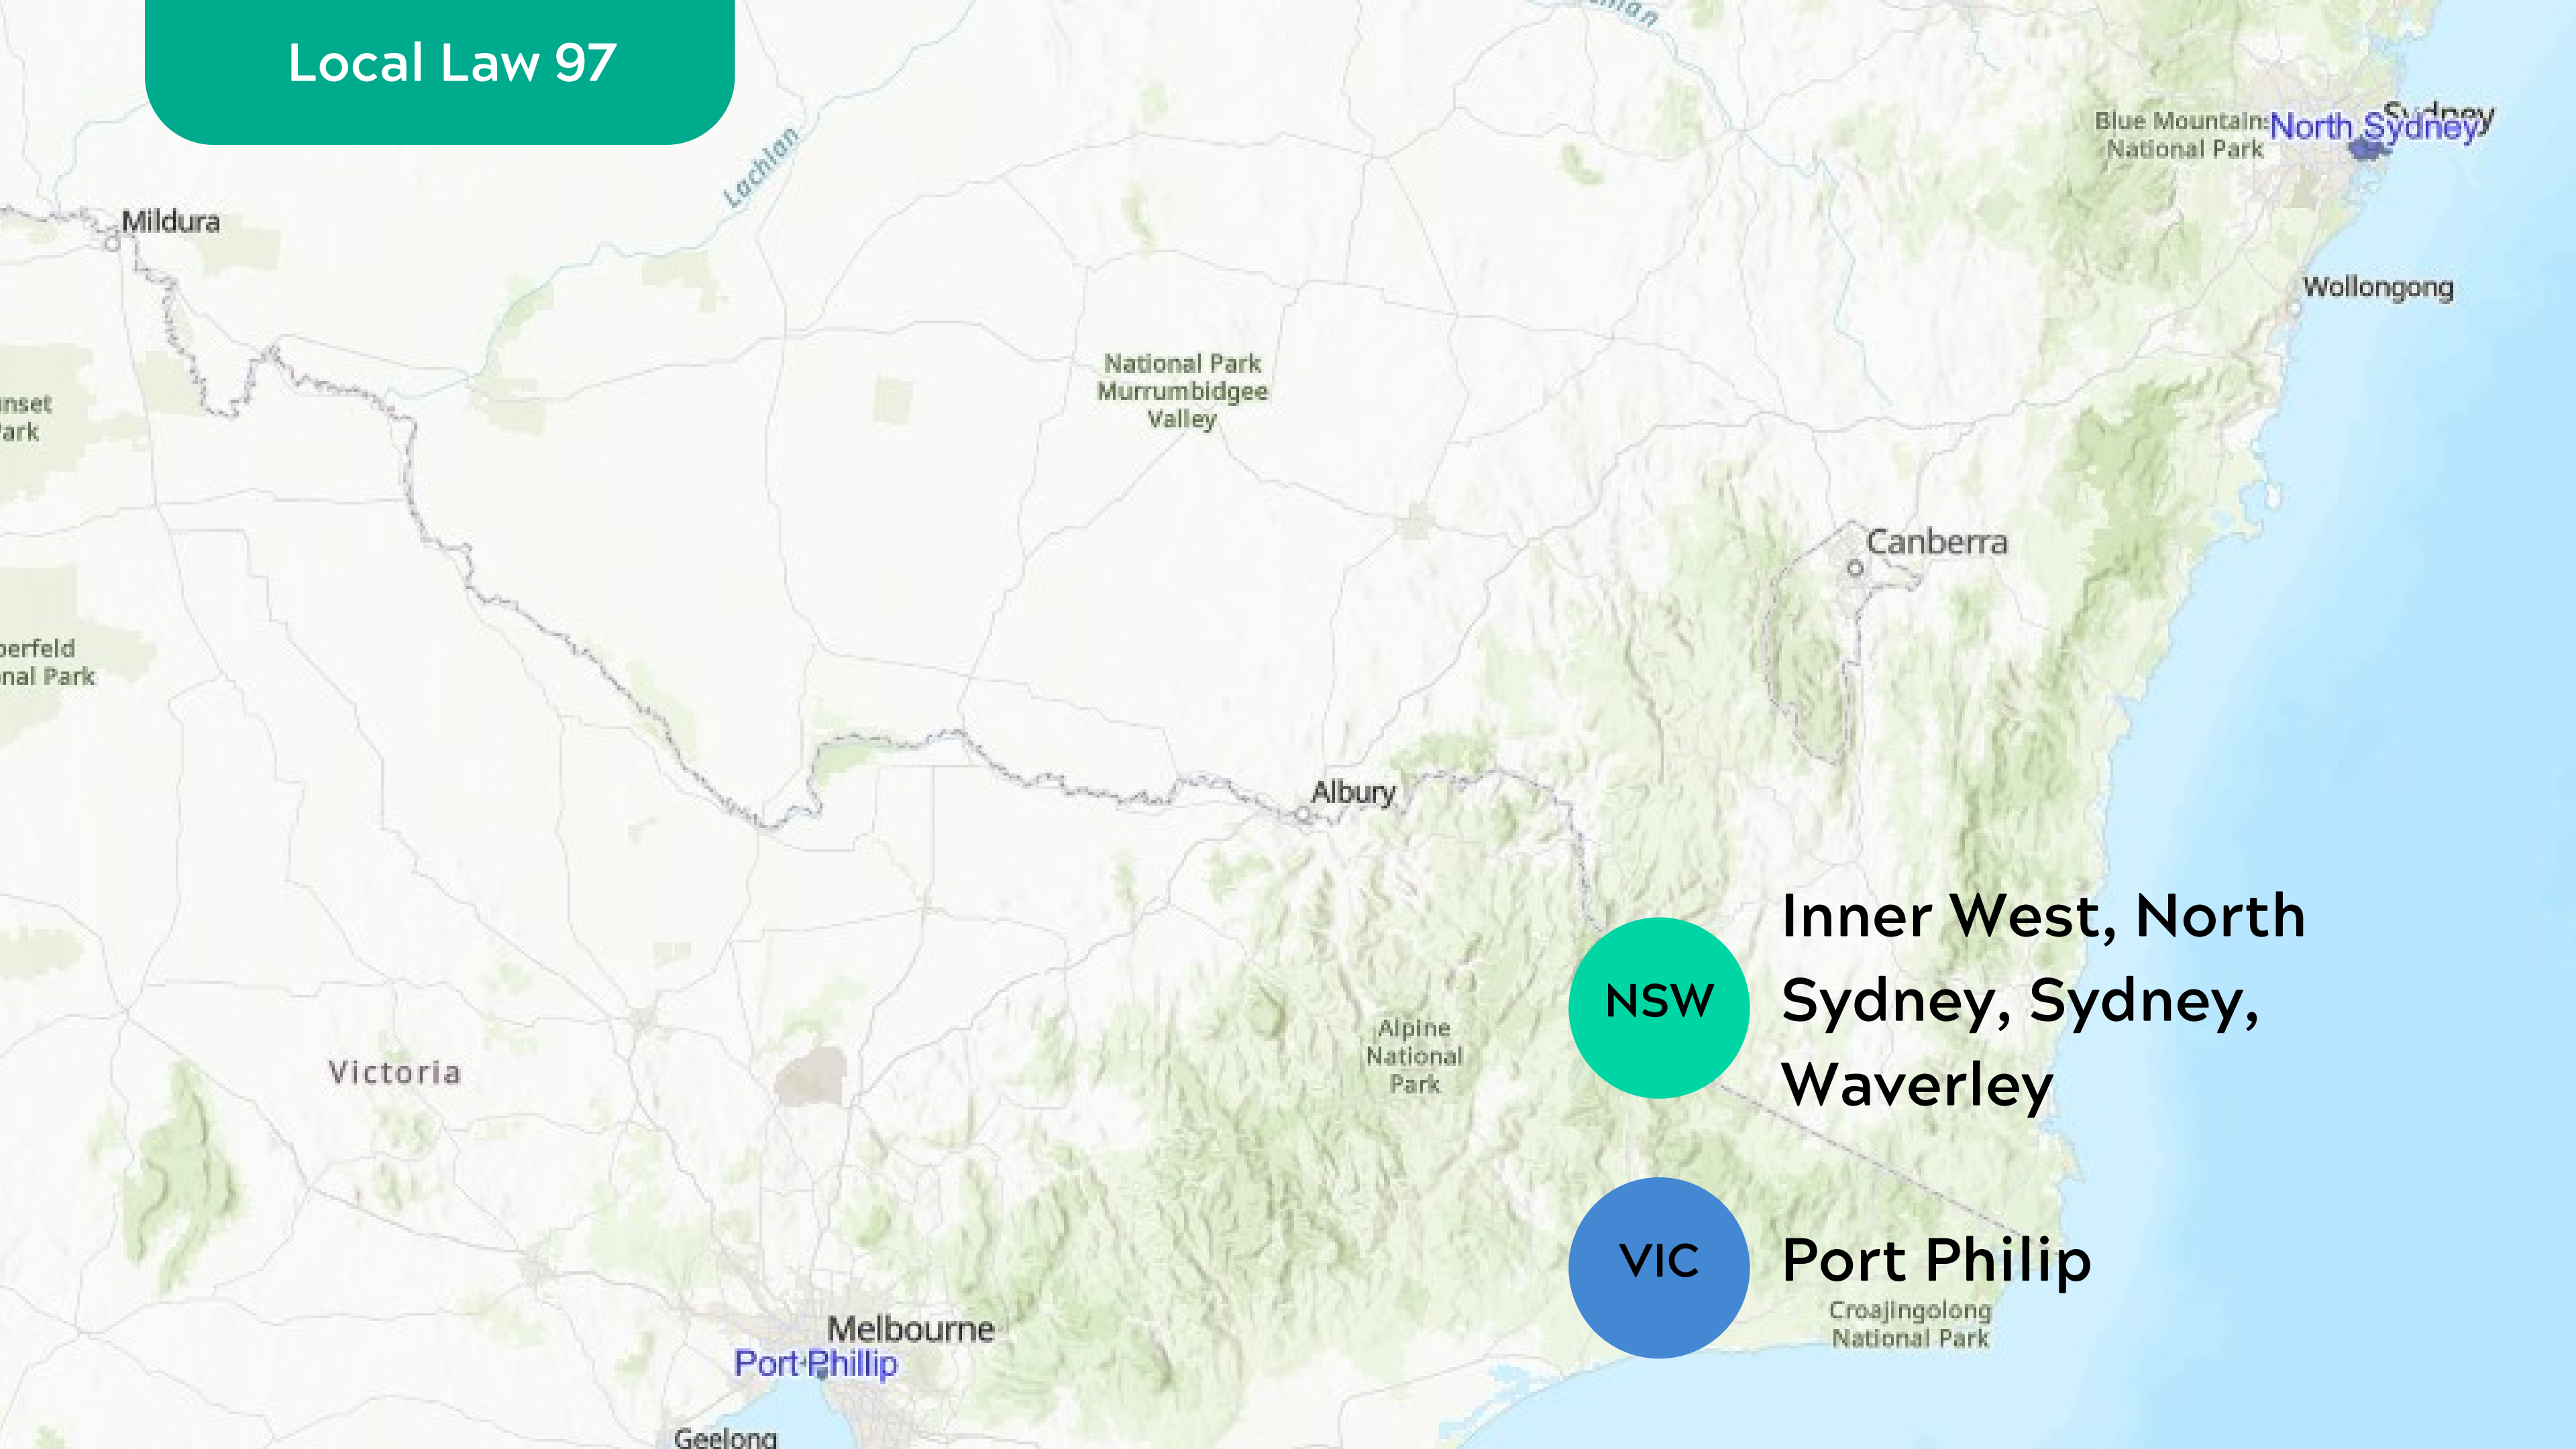 Local Law 97
Lachlan
Sydney
Blue Mountains
North Sydney
National Park
Mildura
Wollongong
National Park
Murrumbidgee
Valley
Canberra
Albury
Inner West, North
Sydney, Sydney,
Waverley
NSW
Alpine
National
Park
Victoria
VIC
Port Philip
Croajingolong
National Park
Melbourne
Port Phillip
Geelong